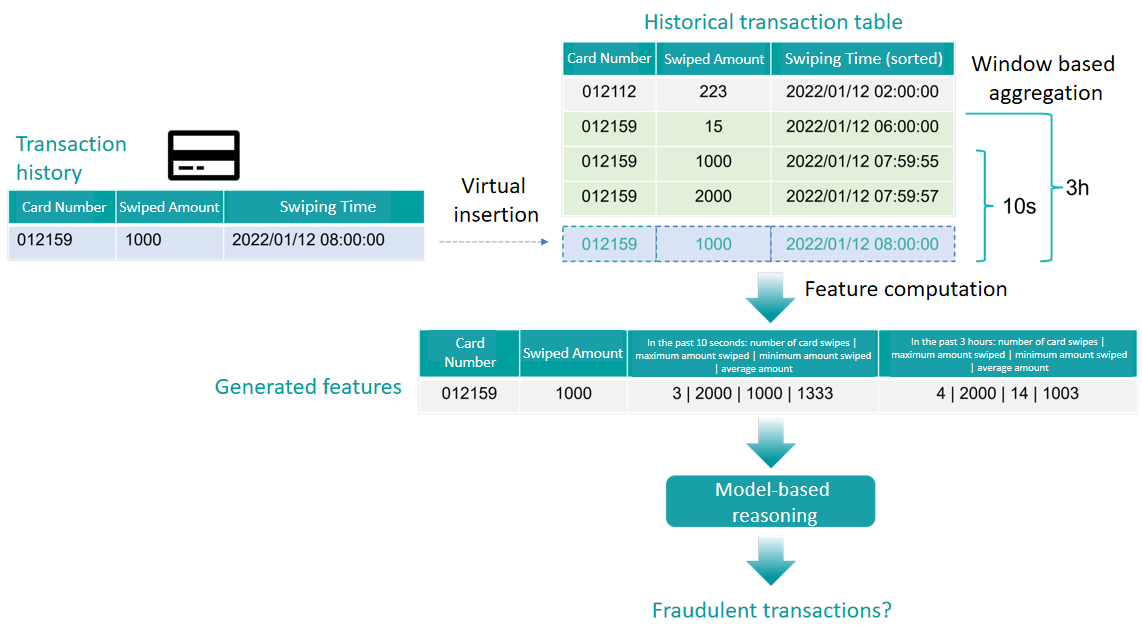 Historical transaction table
Card Number Swiped Amount Swiping Time (sorted)
012112 223 2022/01/12 02:00:00
012159 15 2022/01/12 06:00:00
012159 1000 2022/01/12 07:59:55
012159 2000 2022/01/12 07:59:57
012159 1000 2022/01/12 08:00:00
Window based
aggregation
10s
3h
Transaction
history
Card Number Swiped Amount Swiping Time
012159 1000 2022/01/12 08:00:00
Virtual
insertion
Feature computation
Generated features
Card
Number
Swiped Amount
In the past 10 seconds: number of card swipes |
maximum amount swiped | minimum amount swiped
| average amount
In the past 3 hours: number of card swipes |
maximum amount swiped | minimum amount swiped
| average amount
012159 1000 3 | 2000 | 1000 | 1333 4 | 2000 | 14 | 1003
Model-based
reasoning
Fraudulent transactions?